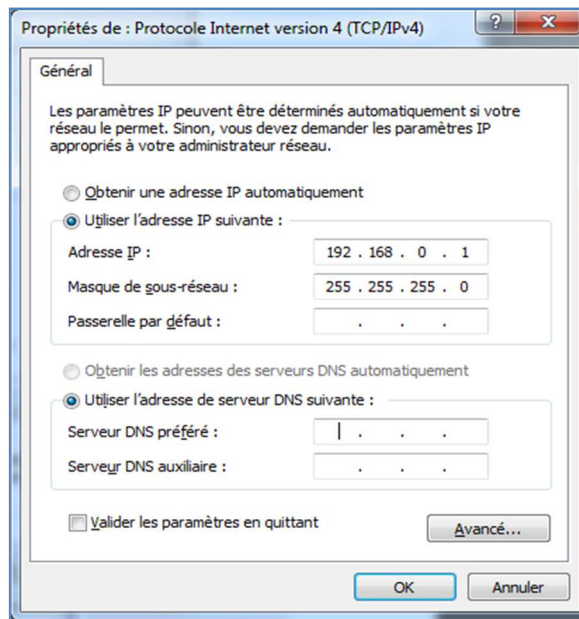 Propriétés de : Protocole Internet version 4 (TCP/IPv4)
Général
Les paramètres IP peuvent être déterminés automatiquement si votre
réseau le permet. Sinon, vous devez demander les paramètres IP
appropriés à votre administrateur réseau.
Obtenir une adresse IP automatiquement
Utiliser l'adresse IP suivante :
Adresse IP : 192 . 168 . 0 . 1
Masque de sous-réseau : 255 . 255 . 255 . 0
Passerelle par défaut : . . .
Obtenir les adresses des serveurs DNS automatiquement
Utiliser l'adresse de serveur DNS suivante :
Serveur DNS préféré : . . .
Serveur DNS auxiliaire : . . .
Valider les paramètres en quittant
Avancé...
OK Annuler